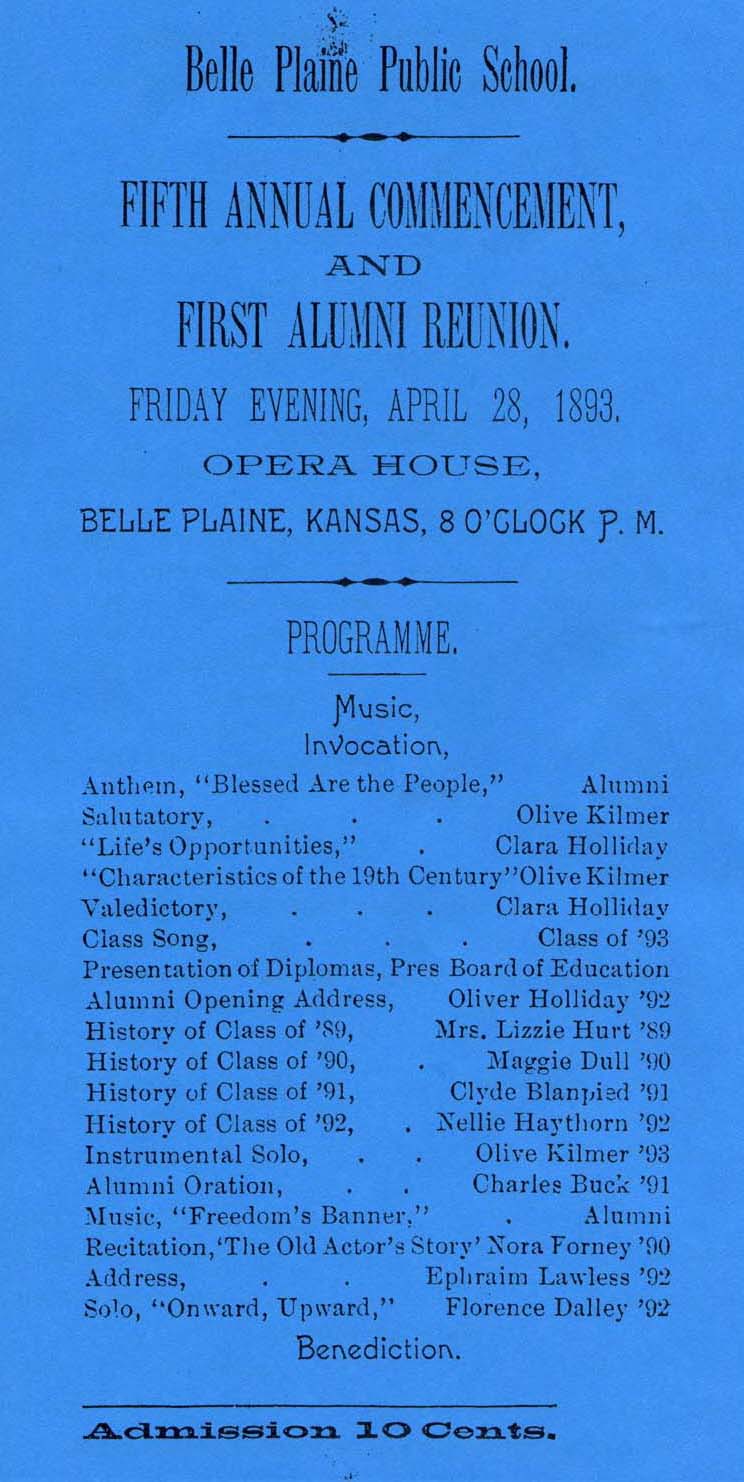 Belle Plaine Public School.
FIFTH ANNUAL COMMENCEMENT,
AND
FIRST ALUMNI REUNION.
FRIDAY EVENING, APRIL 28, 1893.
OPERA HOUSE,
BELLE PLAINE, KANSAS, 8 O'CLOCK P. M.
PROGRAMME.
Music,
Invocation,
Anthem, "Blessed Are the People," Alumni
Salutatory, . . . Olive Kilmer
"Life's Opportunities," . Clara Holliday
"Characteristics of the 19th Century" Olive Kilmer
Valedictory, . . . Clara Holliday
Class Song, . . . Class of '93
Presentation of Diplomas, Pres Board of Education
Alumni Opening Address, Oliver Holliday '92
History of Class of '89, Mrs. Lizzie Hurt '89
History of Class of '90, . Maggie Dull '90
History of Class of '91, Clyde Blanpied '91
History of Class of '92, . Nellie Haythorn '92
Instrumental Solo, . . Olive Kilmer '93
Alumni Oration, . . Charles Buck '91
Music, "Freedom's Banner," . Alumni
Recitation, 'The Old Actor's Story' Nora Forney '90
Address, . . Ephraim Lawless '92
Solo, "Onward, Upward," Florence Dalley '92
Benediction.
Admission 10 Cents.